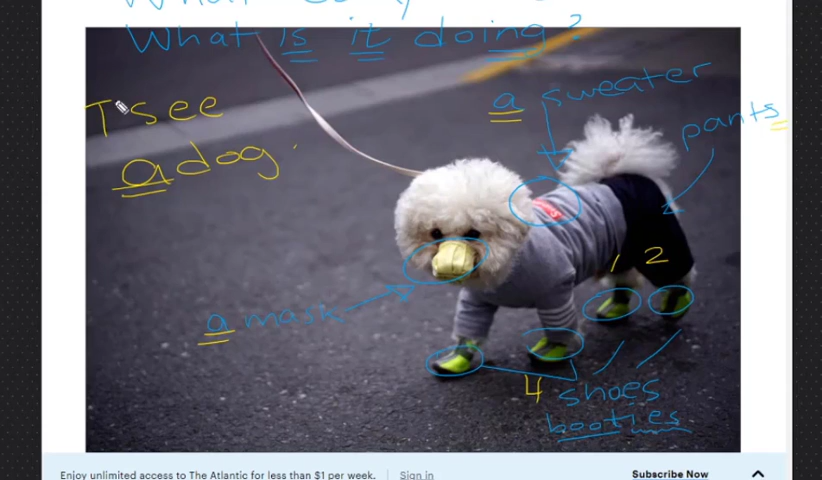 What is it doing?
a sweater
pants
I see
a dog.
1 2
a mask
4 shoes
booties
Enjoy unlimited access to The Atlantic for less than $1 per week. Sign in Subscribe Now